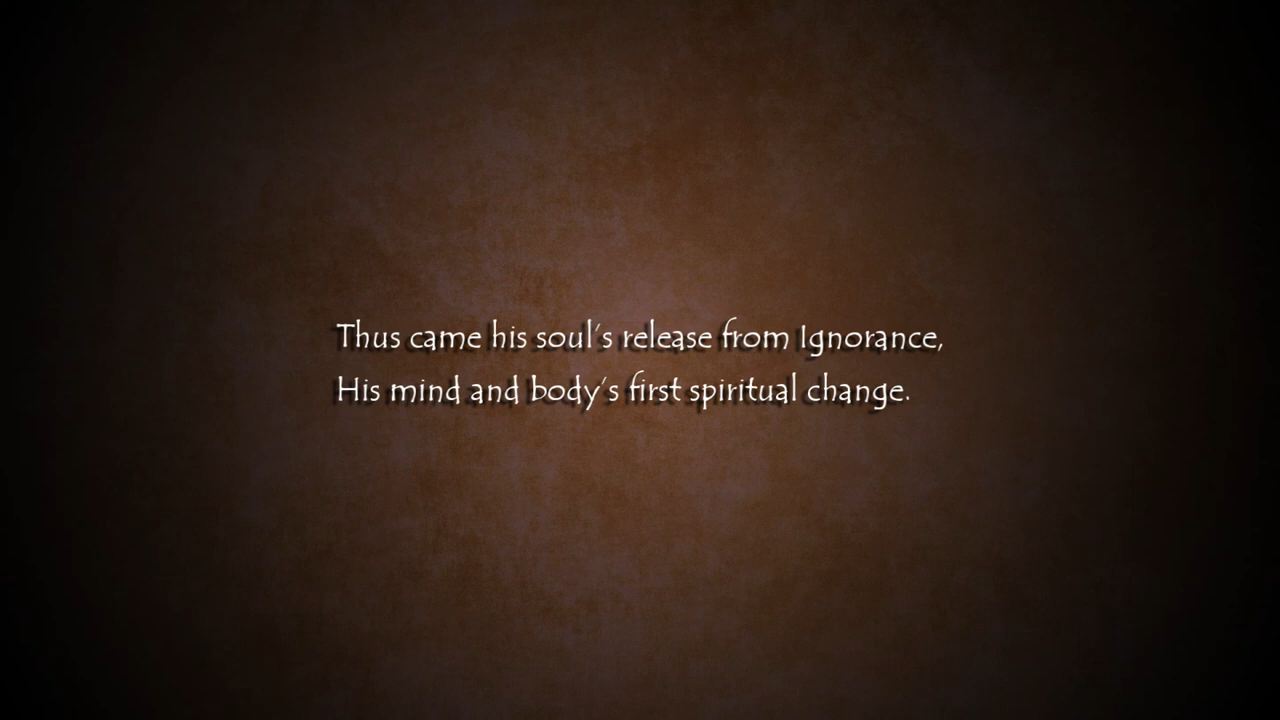 Thus came his soul's release from Ignorance,
His mind and body's first spiritual change.